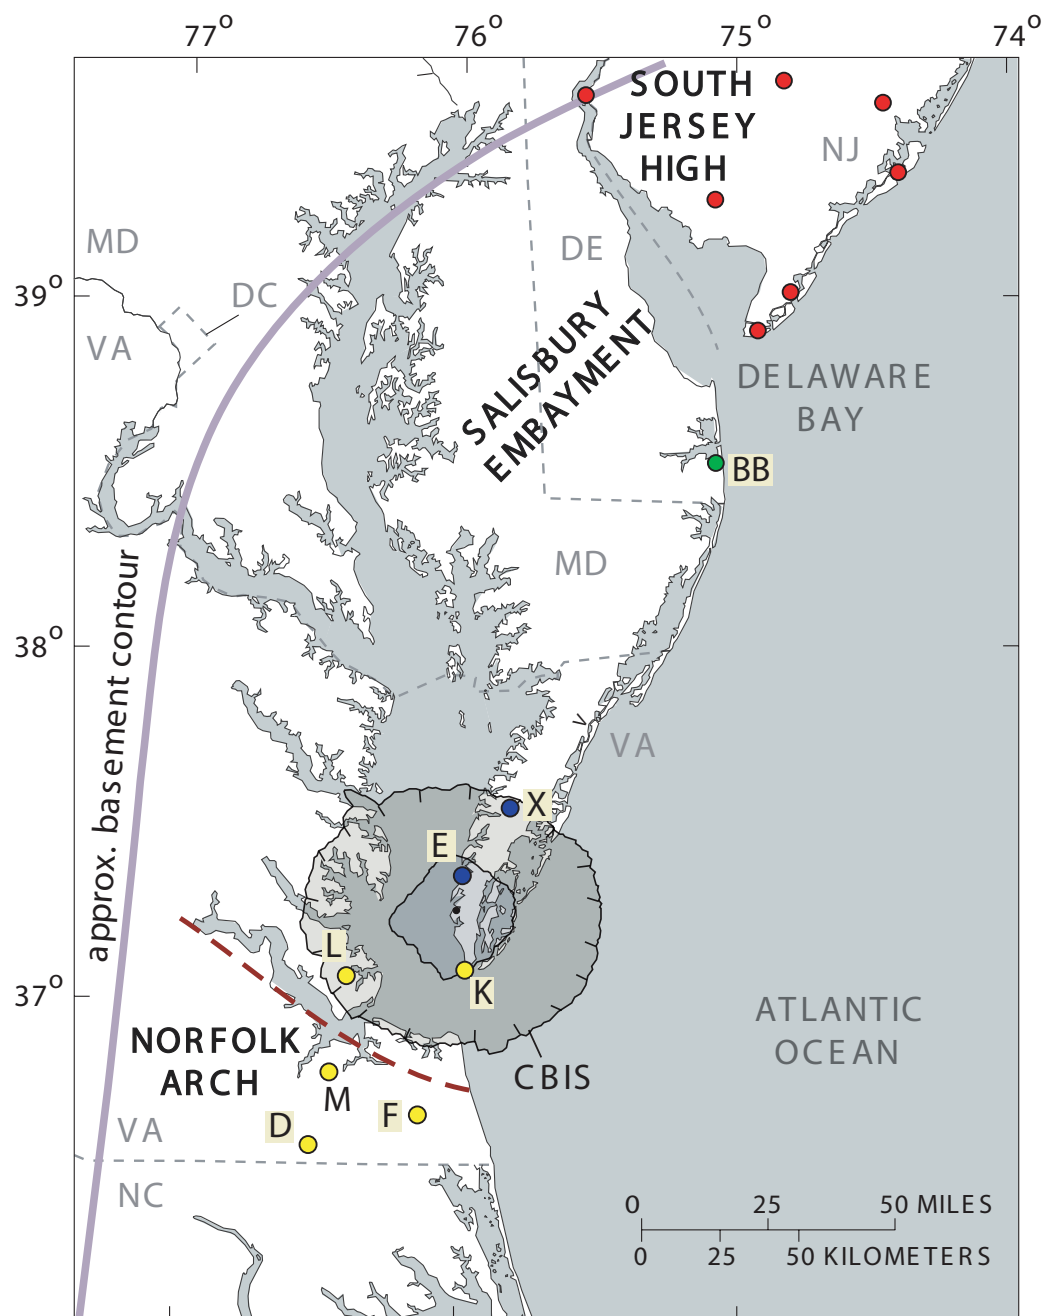 77° 76° 75° 74°
SOUTH
JERSEY
HIGH
NJ
MD
DE
39°
DC
VA
SALISBURY
EMBAYMENT
DELAWARE
BAY
BB
MD
38°
approx. basement contour
VA
X
E
L
K
37°
ATLANTIC
OCEAN
NORFOLK
ARCH
CBIS
M
F
D
VA
NC
0 25 50 MILES
0 25 50 KILOMETERS